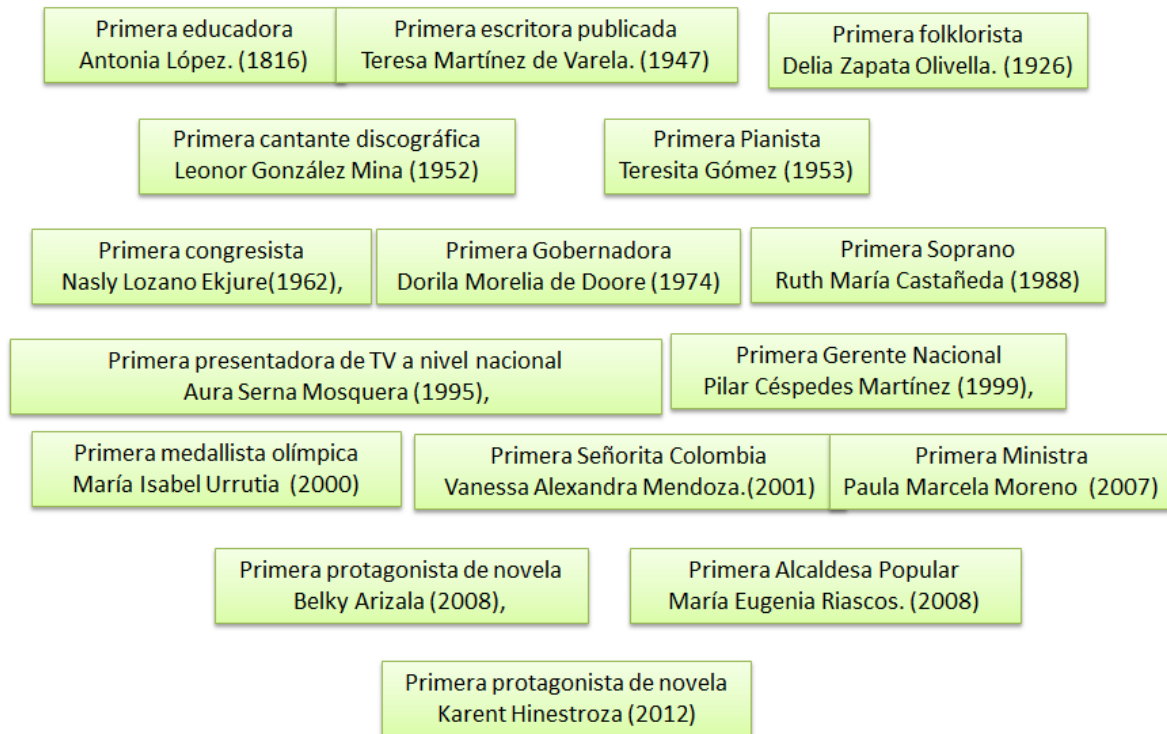 Primera educadora
Antonia López. (1816)
Primera escritora publicada
Teresa Martínez de Varela. (1947)
Primera folklorista
Delia Zapata Olivella. (1926)
Primera cantante discográfica
Leonor González Mina (1952)
Primera Pianista
Teresita Gómez (1953)
Primera congresista
Nasly Lozano Ekjure(1962),
Primera Gobernadora
Dorila Morelia de Doore (1974)
Primera Soprano
Ruth María Castañeda (1988)
Primera presentadora de TV a nivel nacional
Aura Serna Mosquera (1995),
Primera Gerente Nacional
Pilar Céspedes Martínez (1999),
Primera medallista olímpica
María Isabel Urrutia (2000)
Primera Señorita Colombia
Vanessa Alexandra Mendoza.(2001)
Primera Ministra
Paula Marcela Moreno (2007)
Primera protagonista de novela
Belky Arizala (2008),
Primera Alcaldesa Popular
María Eugenia Riascos. (2008)
Primera protagonista de novela
Karent Hinestroza (2012)